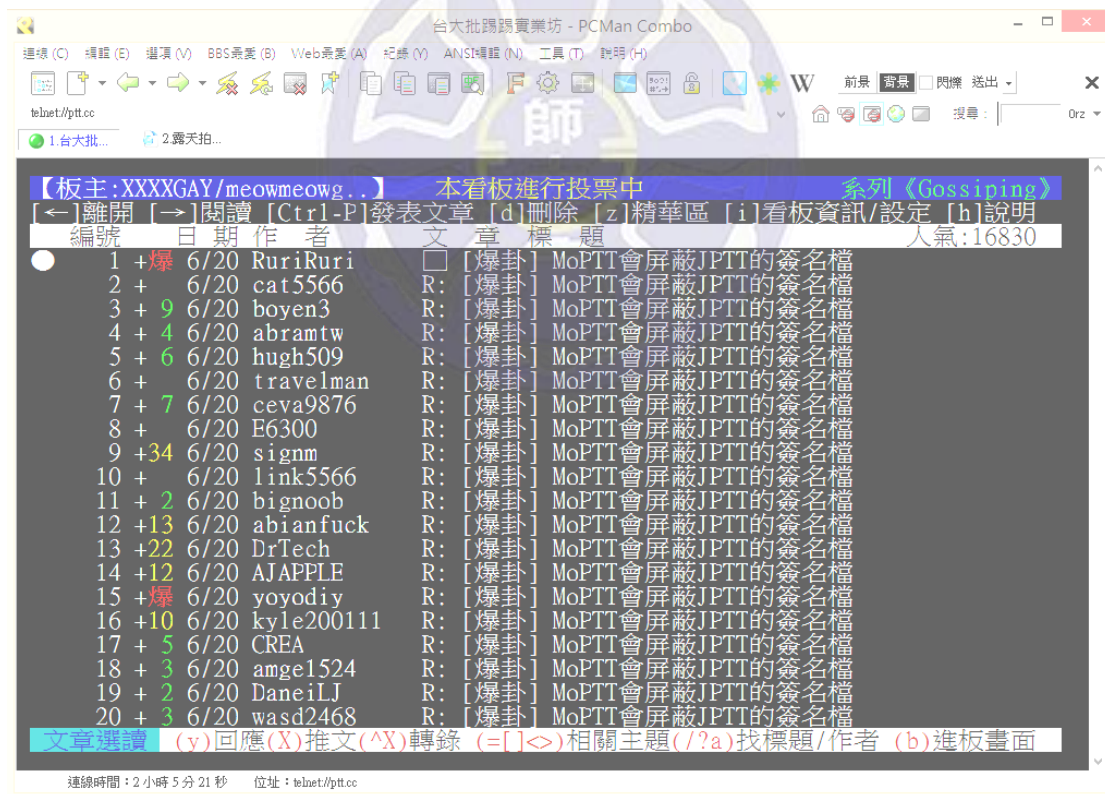 台大批踢踢實業坊 - PCMan Combo
連線 (C) 編輯 (E) 選項 (V) BBS最愛 (B) Web最愛 (A) 紀錄 (Y) ANSI編輯 (N) 工具 (T) 說明 (H)
W 前景 背景 閃爍 送出
telnet://ptt.cc 搜尋： Orz
1.台大批... 2.露天拍...
師
【板主:XXXXGAY/meowmeowg..】 本看板進行投票中 系列《Gossiping》
[←]離開 [→]閱讀 [Ctrl-P]發表文章 [d]刪除 [z]精華區 [i]看板資訊/設定 [h]說明
編號 日 期 作 者 文 章 標 題 人氣:16830
● 1 +爆 6/20 RuriRuri □ [爆卦] MoPTT會屏蔽JPTT的簽名檔
2 + 6/20 cat5566 R: [爆卦] MoPTT會屏蔽JPTT的簽名檔
3 + 9 6/20 boyen3 R: [爆卦] MoPTT會屏蔽JPTT的簽名檔
4 + 4 6/20 abramtw R: [爆卦] MoPTT會屏蔽JPTT的簽名檔
5 + 6 6/20 hugh509 R: [爆卦] MoPTT會屏蔽JPTT的簽名檔
6 + 6/20 travelman R: [爆卦] MoPTT會屏蔽JPTT的簽名檔
7 + 7 6/20 ceva9876 R: [爆卦] MoPTT會屏蔽JPTT的簽名檔
8 + 6/20 E6300 R: [爆卦] MoPTT會屏蔽JPTT的簽名檔
9 +34 6/20 signm R: [爆卦] MoPTT會屏蔽JPTT的簽名檔
10 + 6/20 link5566 R: [爆卦] MoPTT會屏蔽JPTT的簽名檔
11 + 2 6/20 bignoob R: [爆卦] MoPTT會屏蔽JPTT的簽名檔
12 +13 6/20 abianfuck R: [爆卦] MoPTT會屏蔽JPTT的簽名檔
13 +22 6/20 DrTech R: [爆卦] MoPTT會屏蔽JPTT的簽名檔
14 +12 6/20 AJAPPLE R: [爆卦] MoPTT會屏蔽JPTT的簽名檔
15 +爆 6/20 yoyodiy R: [爆卦] MoPTT會屏蔽JPTT的簽名檔
16 +10 6/20 kyle200111 R: [爆卦] MoPTT會屏蔽JPTT的簽名檔
17 + 5 6/20 CREA R: [爆卦] MoPTT會屏蔽JPTT的簽名檔
18 + 3 6/20 amge1524 R: [爆卦] MoPTT會屏蔽JPTT的簽名檔
19 + 2 6/20 DaneiLJ R: [爆卦] MoPTT會屏蔽JPTT的簽名檔
20 + 3 6/20 wasd2468 R: [爆卦] MoPTT會屏蔽JPTT的簽名檔
文章選讀 (y)回應(X)推文(^X)轉錄 (=[]<>)相關主題(/?a)找標題/作者 (b)進板畫面
連線時間：2 小時 5 分 21 秒 位址：telnet://ptt.cc